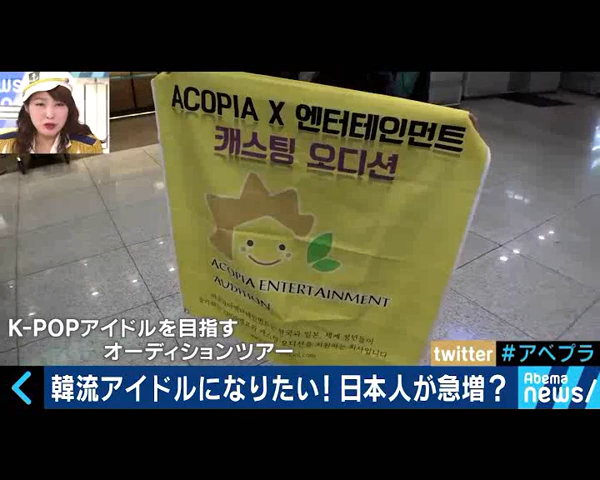 ACOPIA X 엔터테인먼트
캐스팅 오디션
ACOPIA ENTERTAINMENT
AUDITION
K-POPアイドルを目指す
オーディションツアー
twitter #アベプラ
韓流アイドルになりたい！日本人が急増？
Abema news/